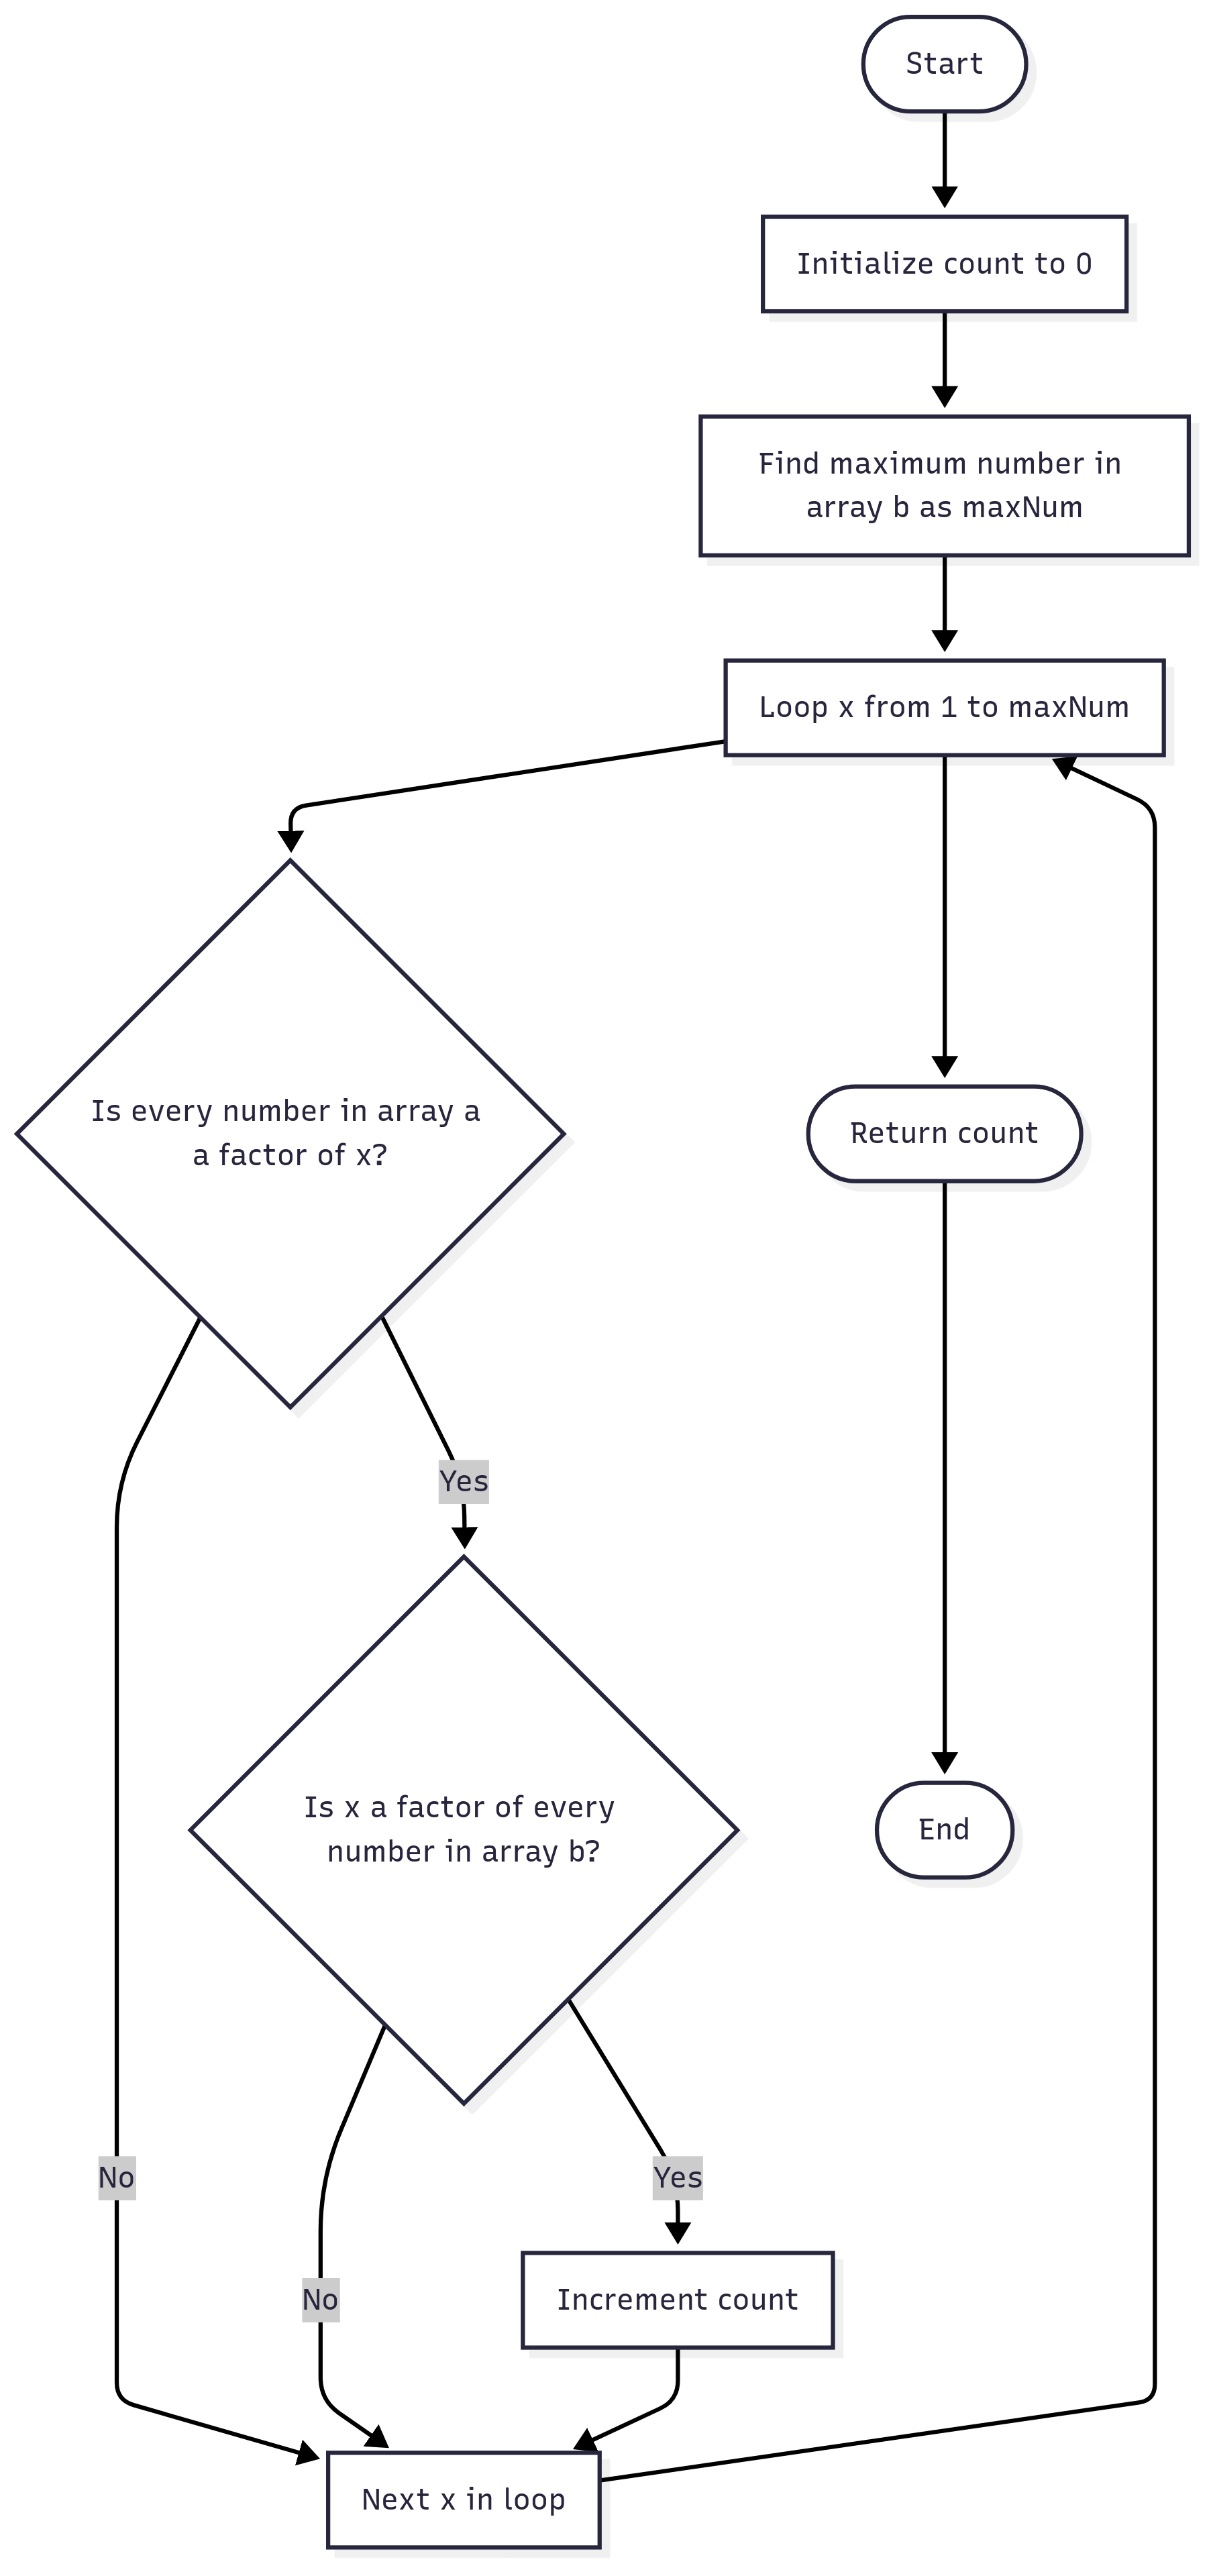 Start
Initialize count to 0
Find maximum number in
array b as maxNum
Loop x from 1 to maxNum
Is every number in array a
a factor of x?
Return count
Yes
Is x a factor of every
number in array b?
End
No
Yes
No
Increment count
Next x in loop